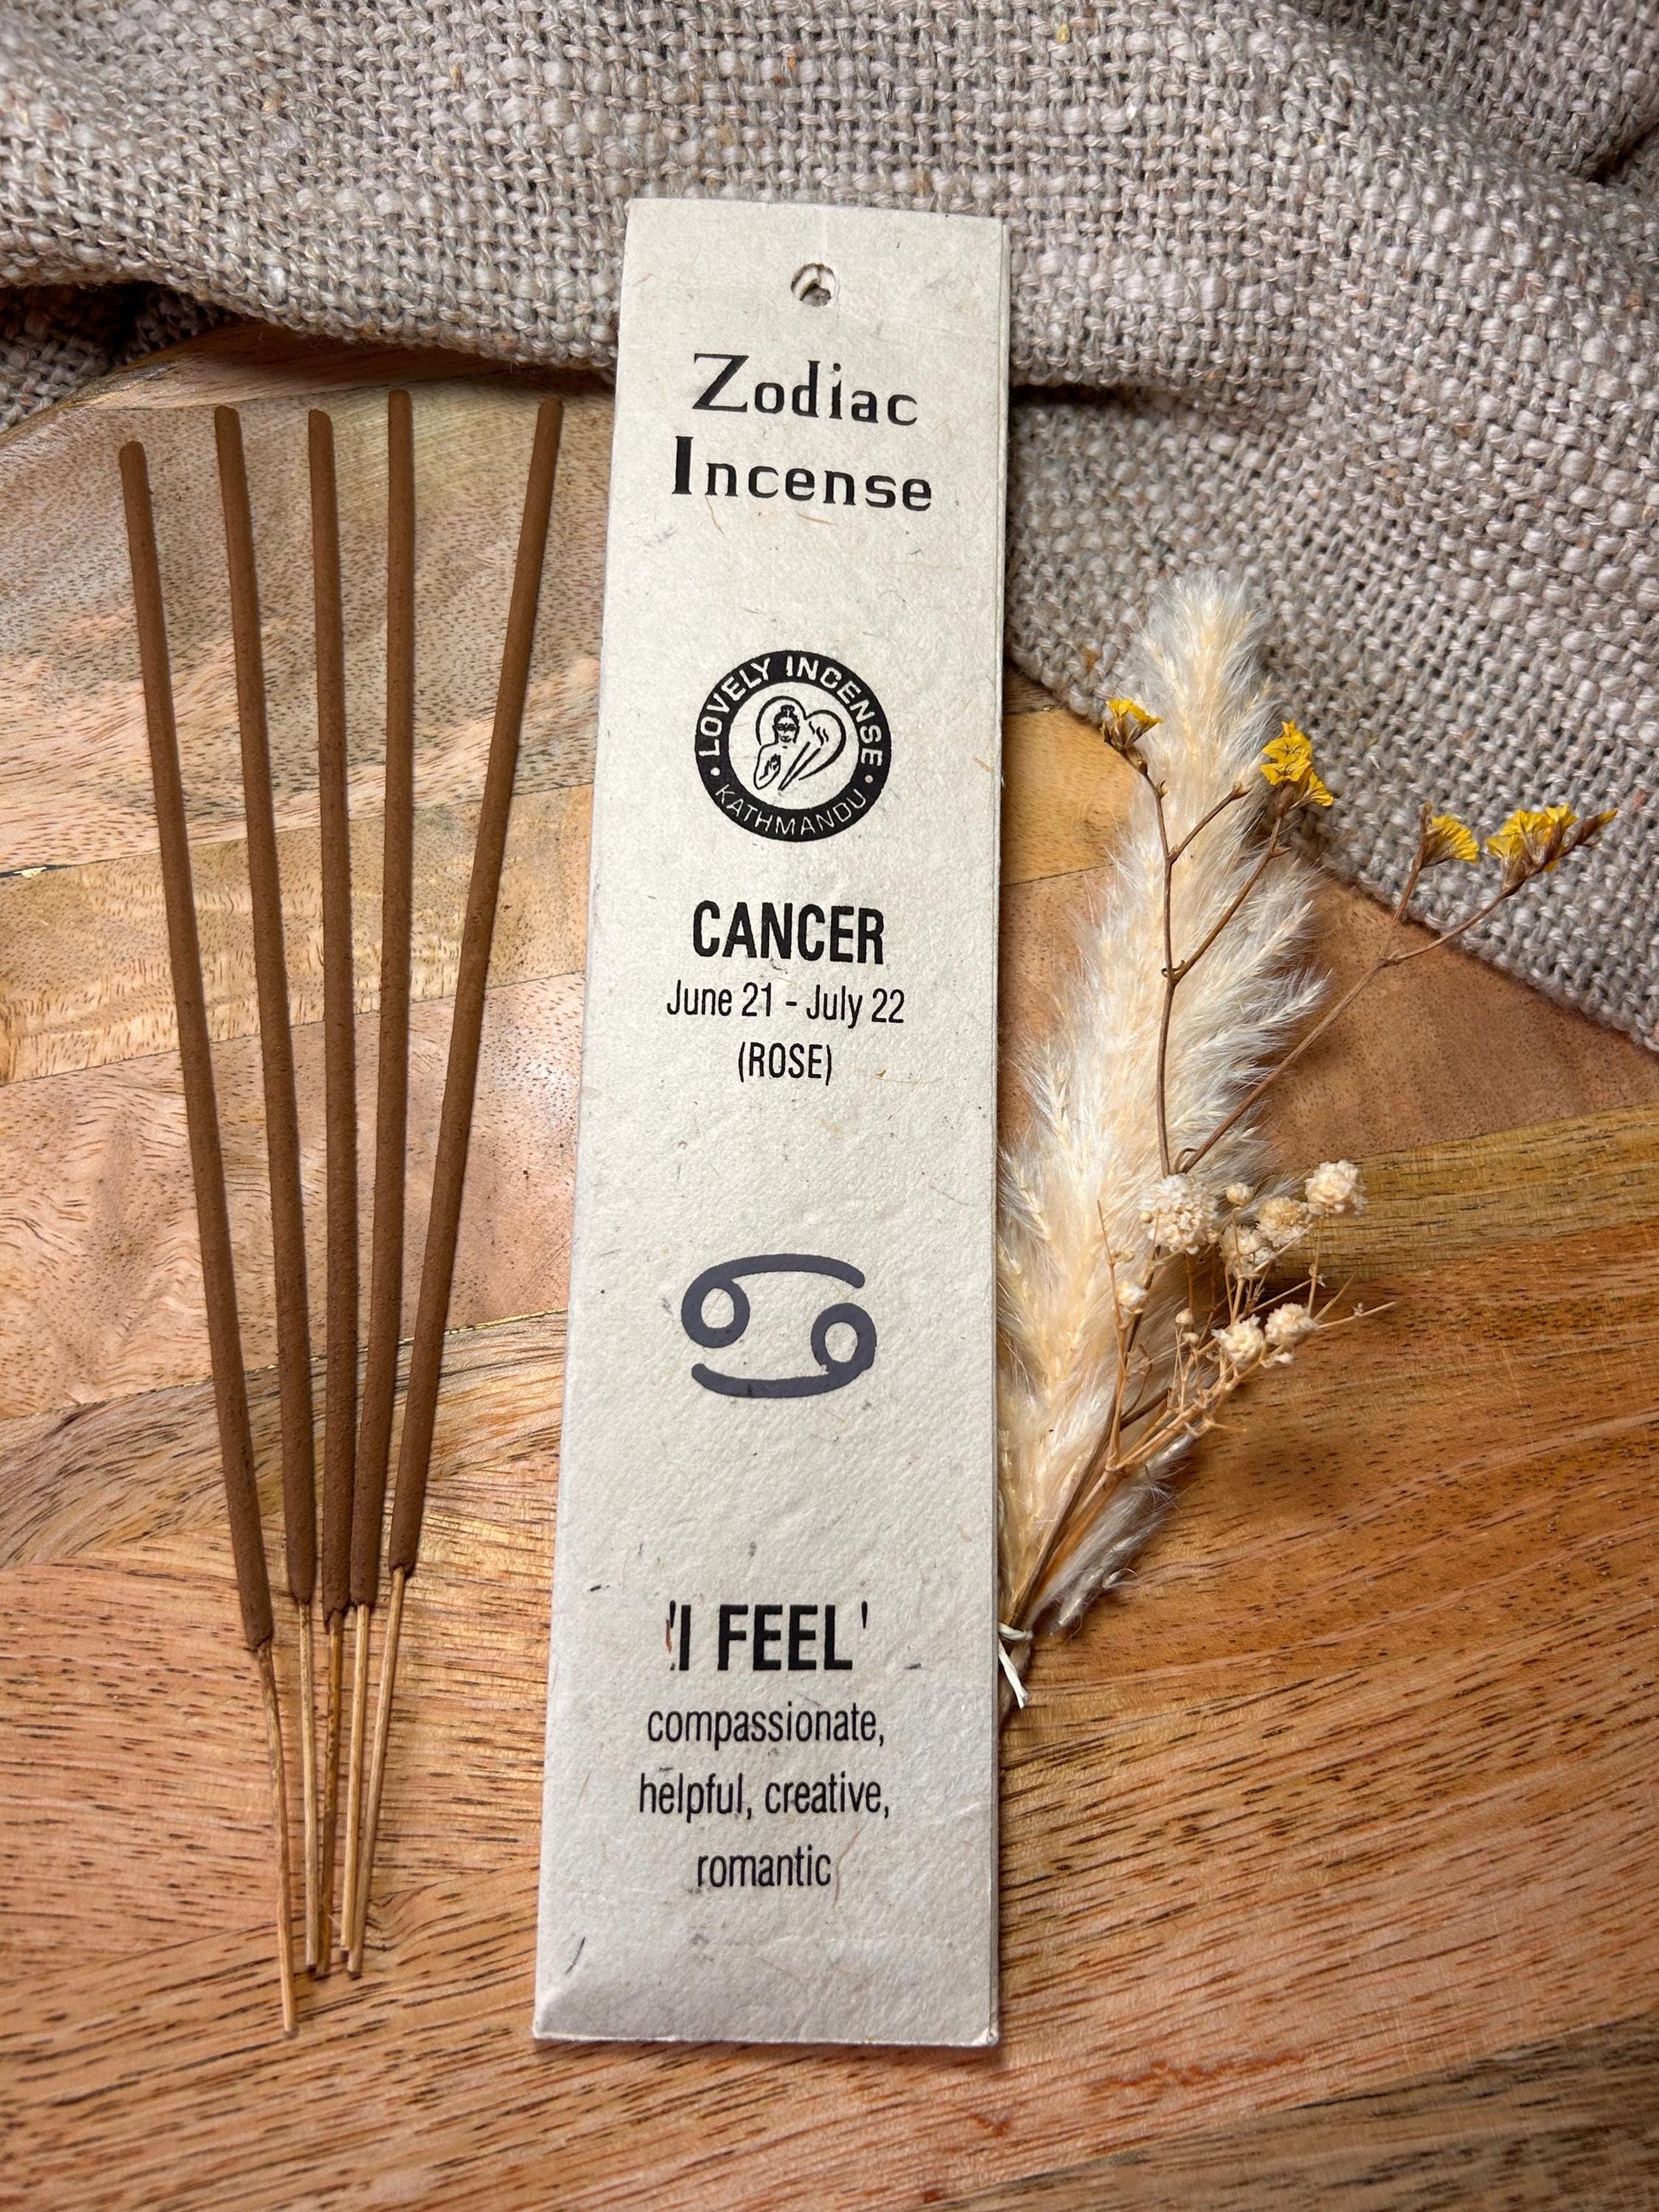 Zodiac
Incense
LOVELY INCENSE
• KATHMANDU •
CANCER
June 21 - July 22
(ROSE)
'I FEEL'
compassionate,
helpful, creative,
romantic